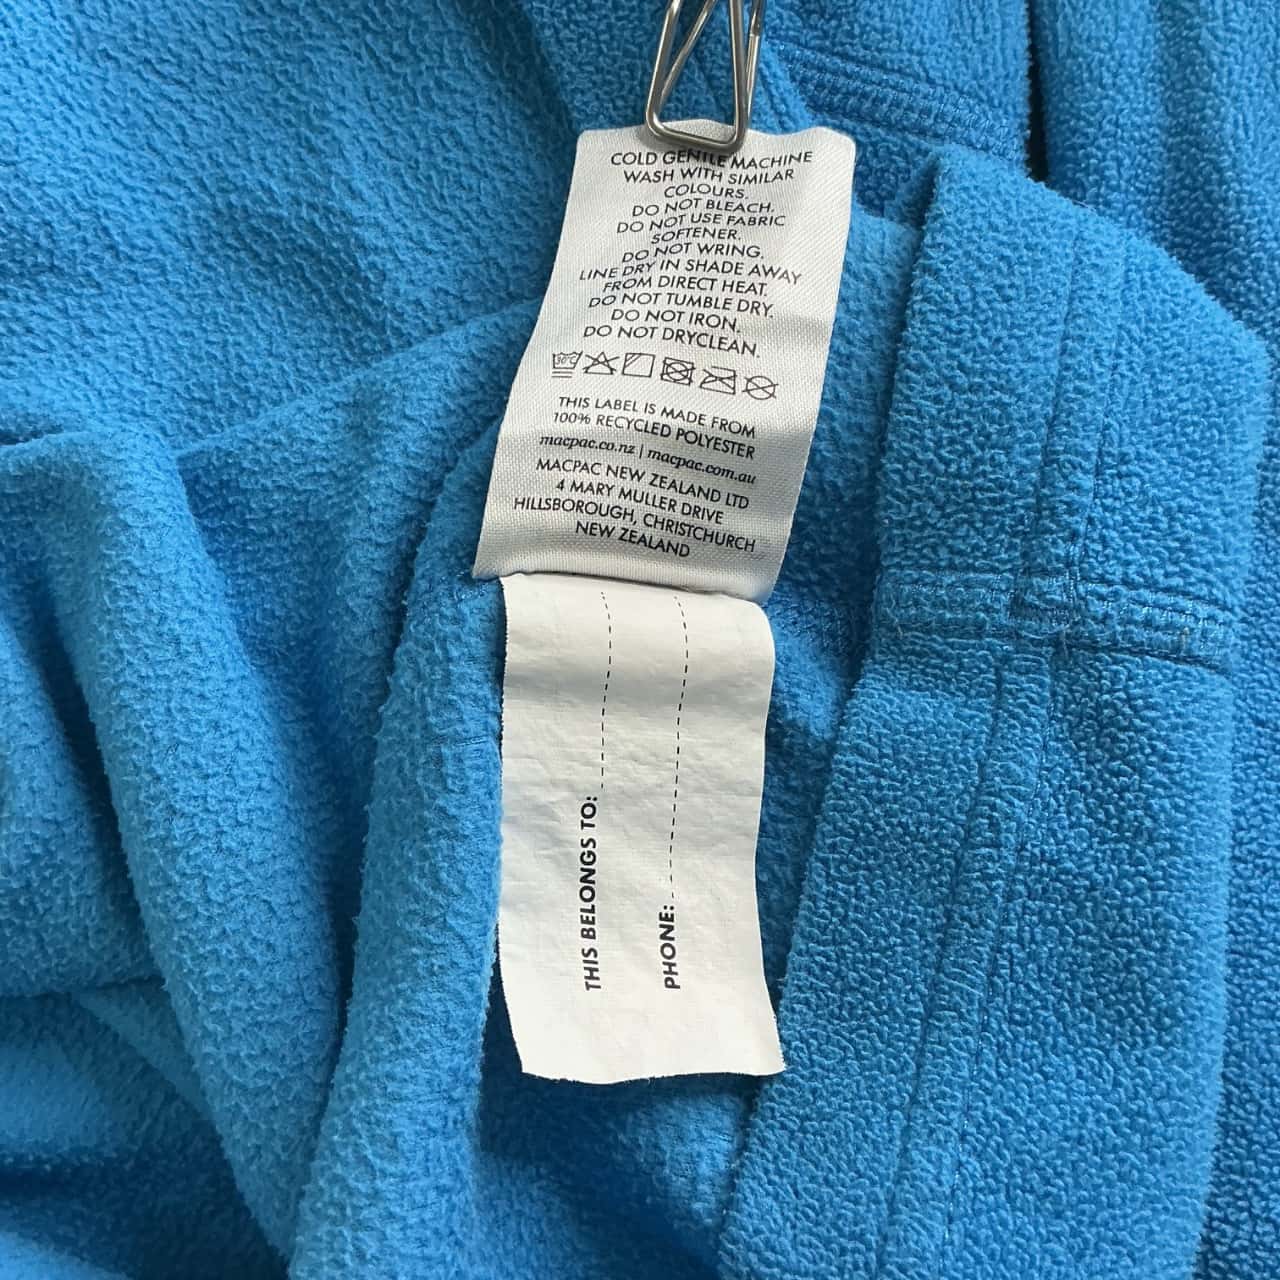 COLD GENTLE MACHINE
WASH WITH SIMILAR
COLOURS.
DO NOT BLEACH.
DO NOT USE FABRIC
SOFTENER.
DO NOT WRING.
LINE DRY IN SHADE AWAY
FROM DIRECT HEAT.
DO NOT TUMBLE DRY.
DO NOT IRON.
DO NOT DRYCLEAN.
30°C
THIS LABEL IS MADE FROM
100% RECYCLED POLYESTER
macpac.co.nz | macpac.com.au
MACPAC NEW ZEALAND LTD
4 MARY MULLER DRIVE
HILLSBOROUGH, CHRISTCHURCH
NEW ZEALAND
THIS BELONGS TO:
PHONE: